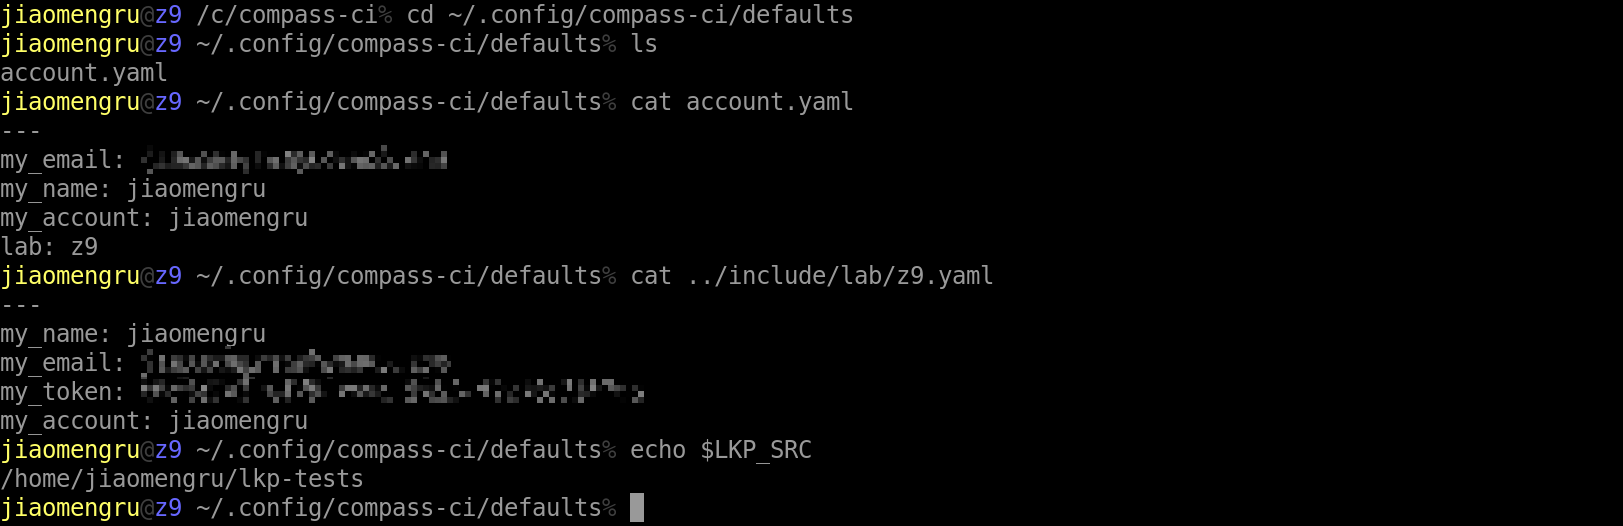 jiaomengru@z9 /c/compass-ci% cd ~/.config/compass-ci/defaults
jiaomengru@z9 ~/.config/compass-ci/defaults% ls
account.yaml
jiaomengru@z9 ~/.config/compass-ci/defaults% cat account.yaml
---
my_email:
my_name: jiaomengru
my_account: jiaomengru
lab: z9
jiaomengru@z9 ~/.config/compass-ci/defaults% cat ../include/lab/z9.yaml
---
my_name: jiaomengru
my_email:
my_token:
my_account: jiaomengru
jiaomengru@z9 ~/.config/compass-ci/defaults% echo $LKP_SRC
/home/jiaomengru/lkp-tests
jiaomengru@z9 ~/.config/compass-ci/defaults%